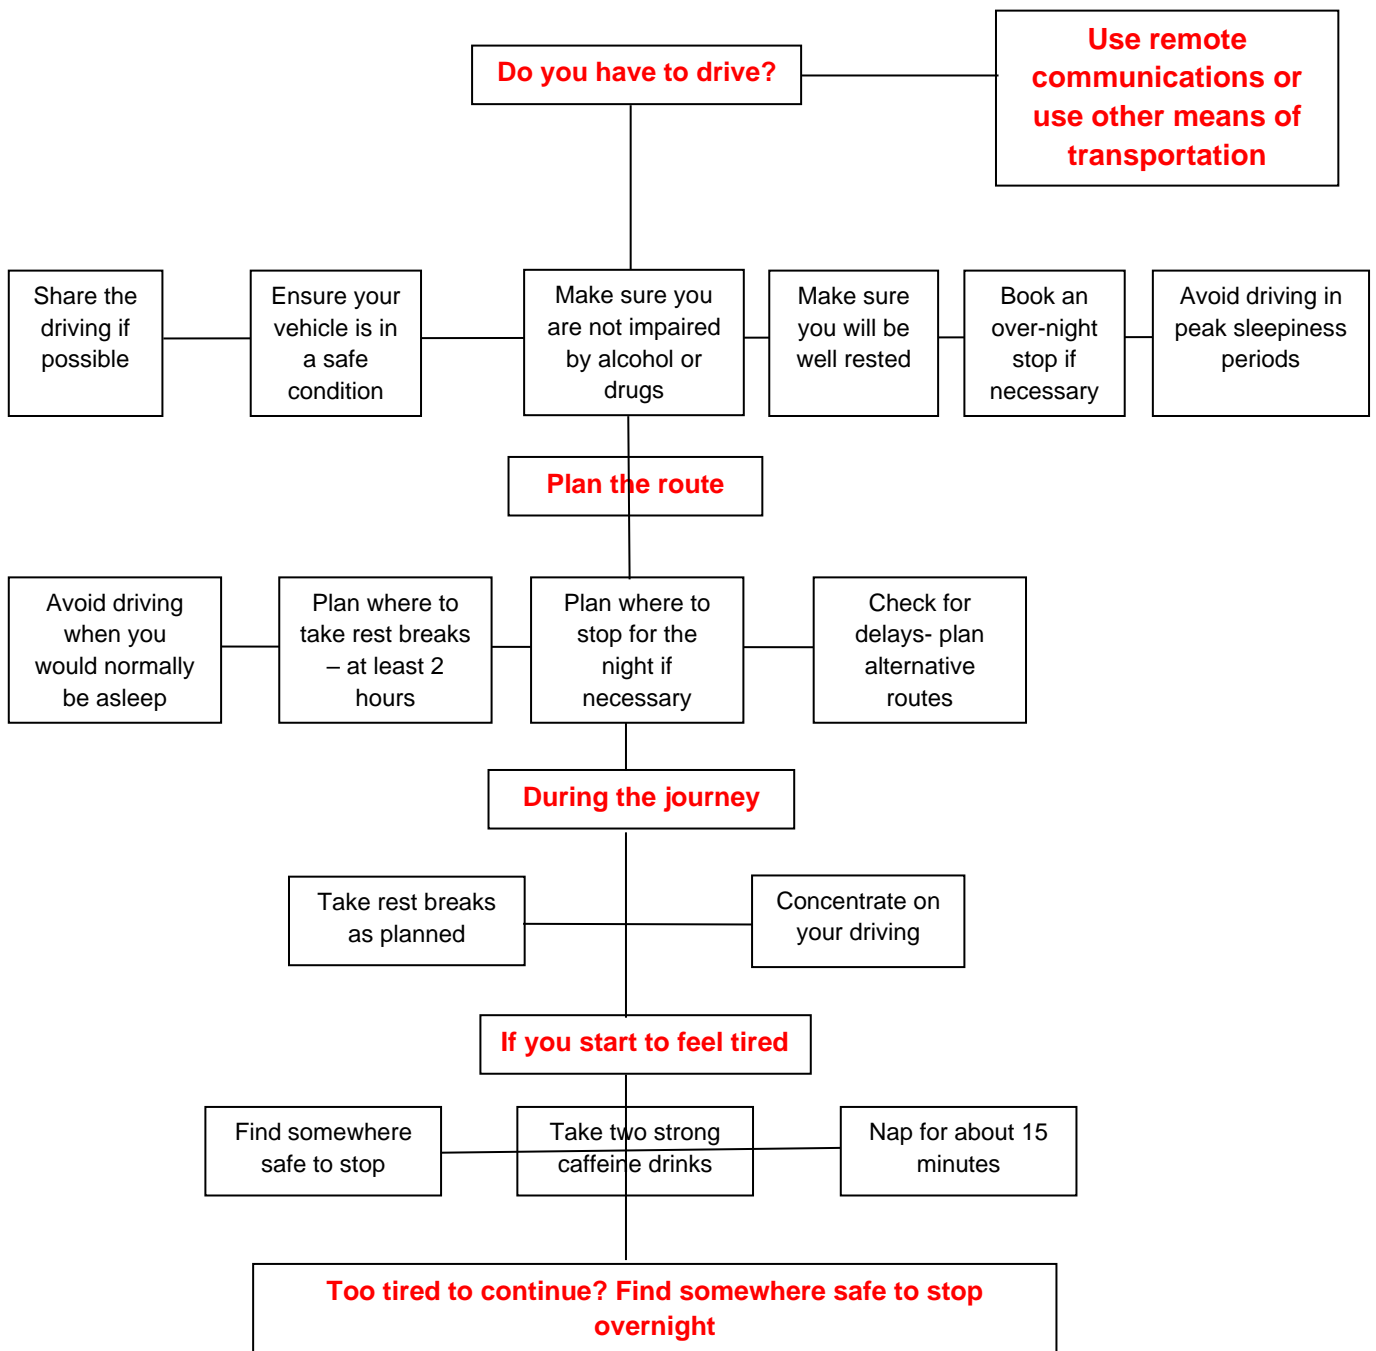 Do you have to drive?
Use remote
communications or
use other means of
transportation
Share the
driving if
possible
Ensure your
vehicle is in
a safe
condition
Make sure you
are not impaired
by alcohol or
drugs
Make sure
you will be
well rested
Book an
over-night
stop if
necessary
Avoid driving in
peak sleepiness
periods
Plan the route
Avoid driving
when you
would normally
be asleep
Plan where to
take rest breaks
– at least 2
hours
Plan where to
stop for the
night if
necessary
Check for
delays- plan
alternative
routes
During the journey
Take rest breaks
as planned
Concentrate on
your driving
If you start to feel tired
Find somewhere
safe to stop
Take two strong
caffeine drinks
Nap for about 15
minutes
Too tired to continue? Find somewhere safe to stop
overnight